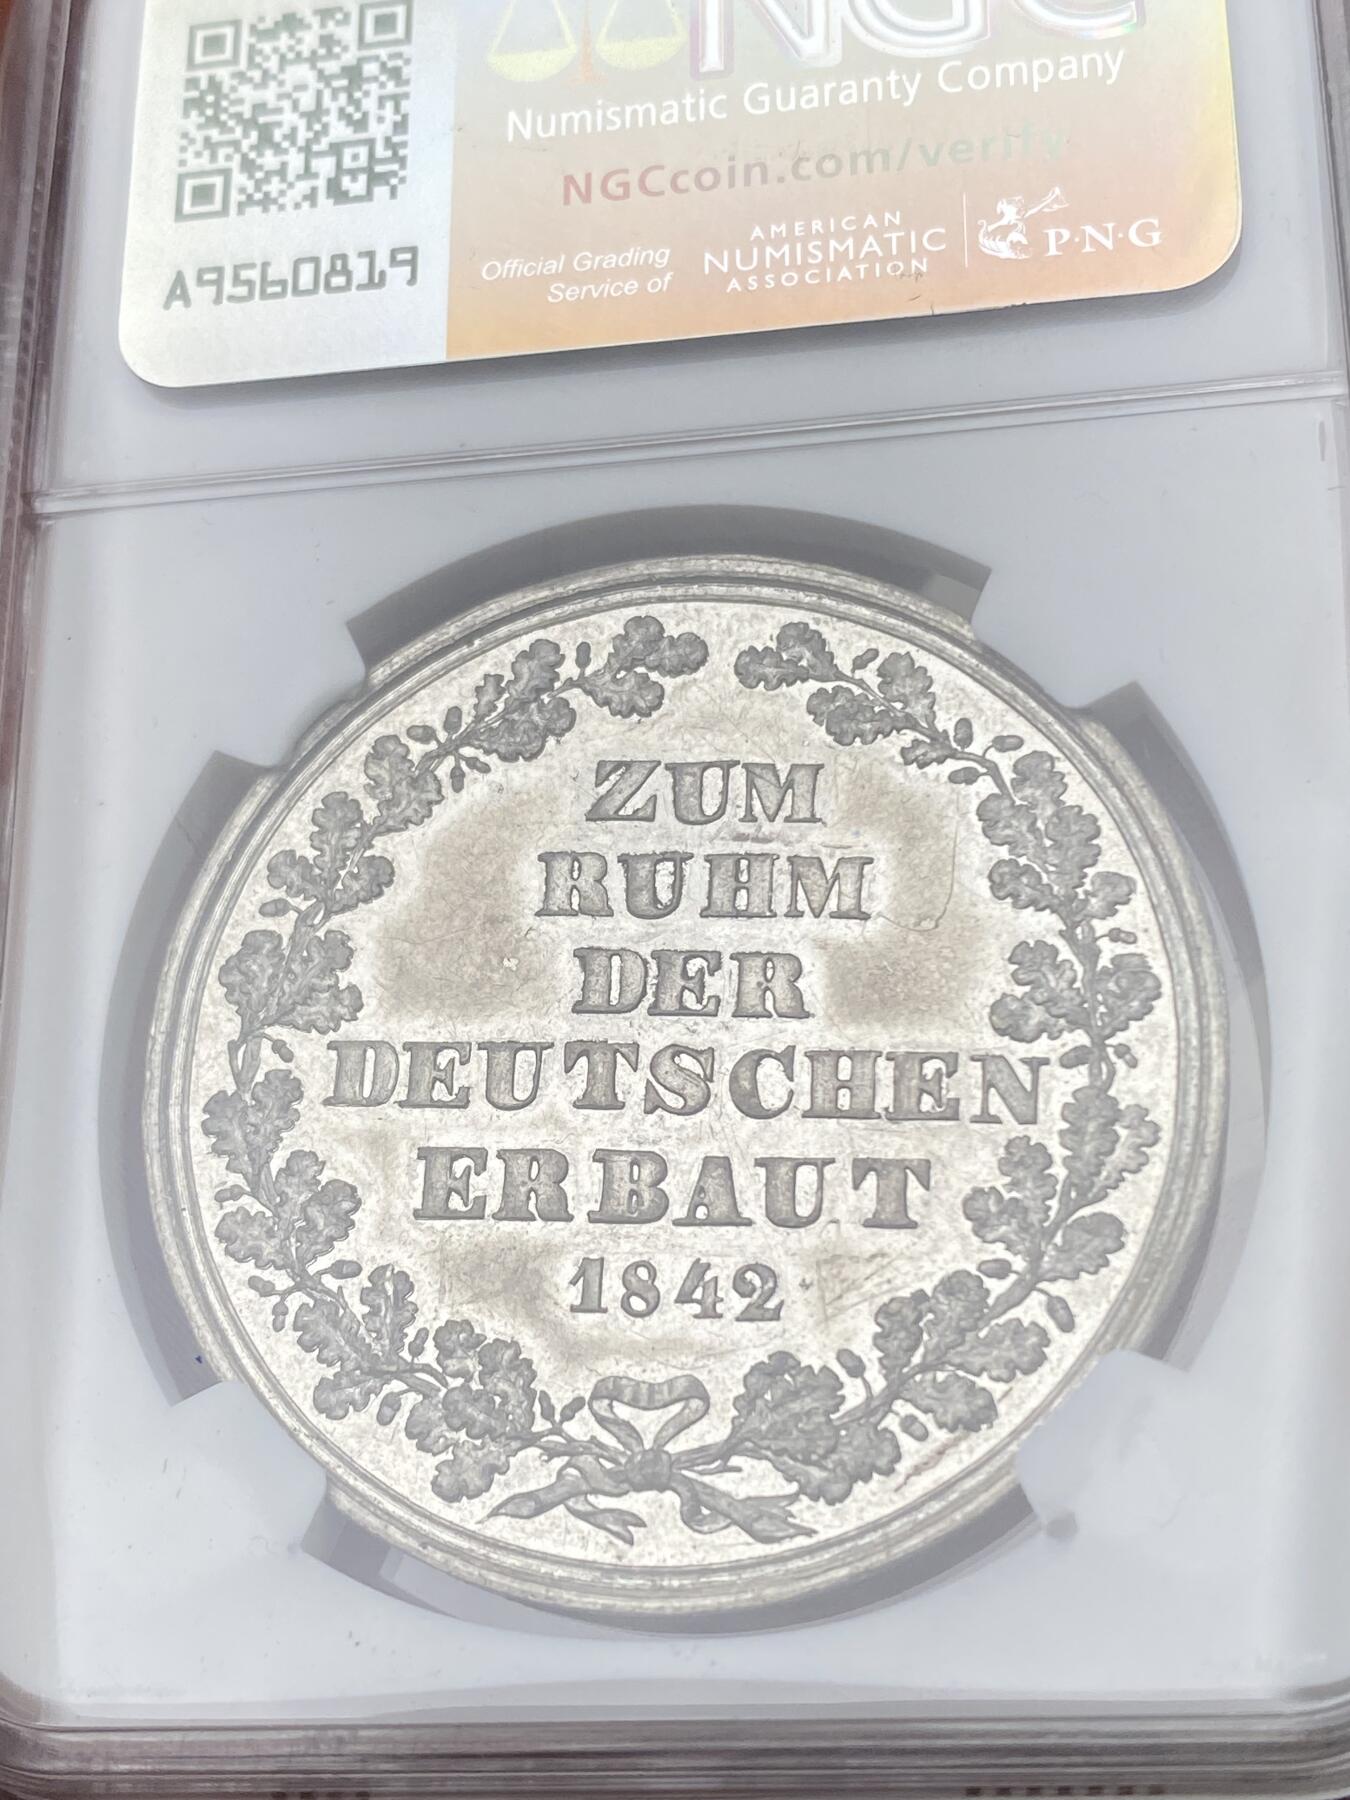 NGC
Numismatic Guaranty Company
NGCcoin.com/verify
Official Grading
Service of
AMERICAN
NUMISMATIC
ASSOCIATION
P·N·G
A9560819
ZUM
RUHM
DER
DEUTSCHEN
ERBAUT
1842